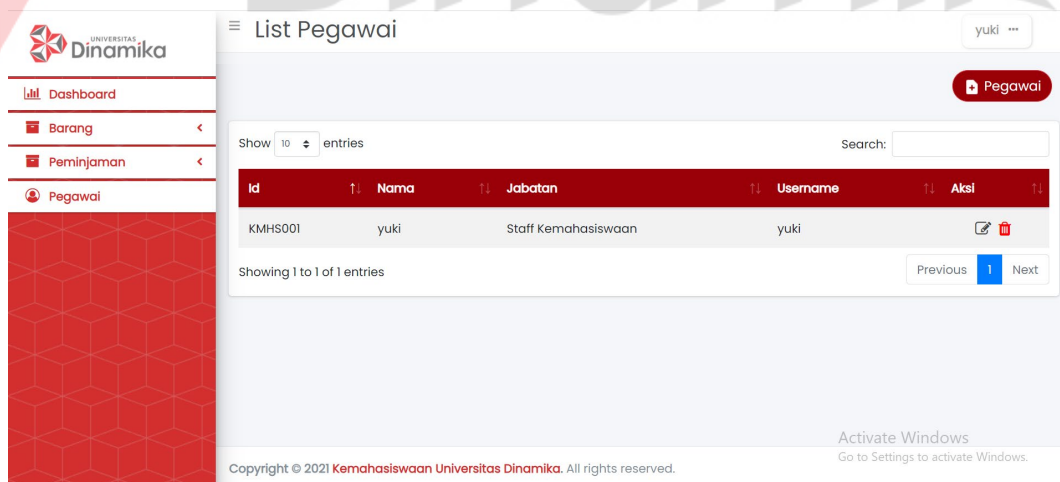 UNIVERSITAS
Dinamika
List Pegawai
yuki
Dashboard
Barang
Peminjaman
Pegawai
Pegawai
Show 10 entries
Search:
Id Nama Jabatan Username Aksi
KMHS001 yuki Staff Kemahasiswaan yuki
Showing 1 to 1 of 1 entries
Previous 1 Next
Activate Windows
Go to Settings to activate Windows.
Copyright © 2021 Kemahasiswaan Universitas Dinamika. All rights reserved.